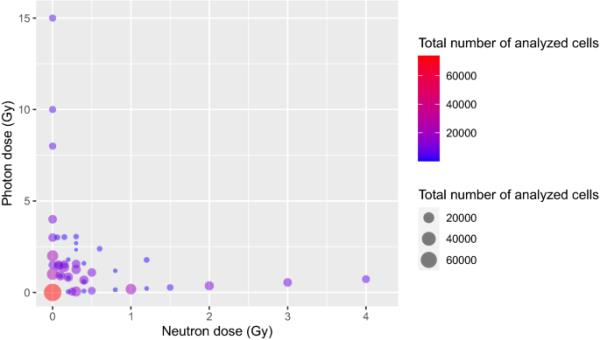 15
10
5
0
Photon dose (Gy)
0 1 2 3 4
Neutron dose (Gy)
Total number of analyzed cells
60000
40000
20000
Total number of analyzed cells
20000
40000
60000